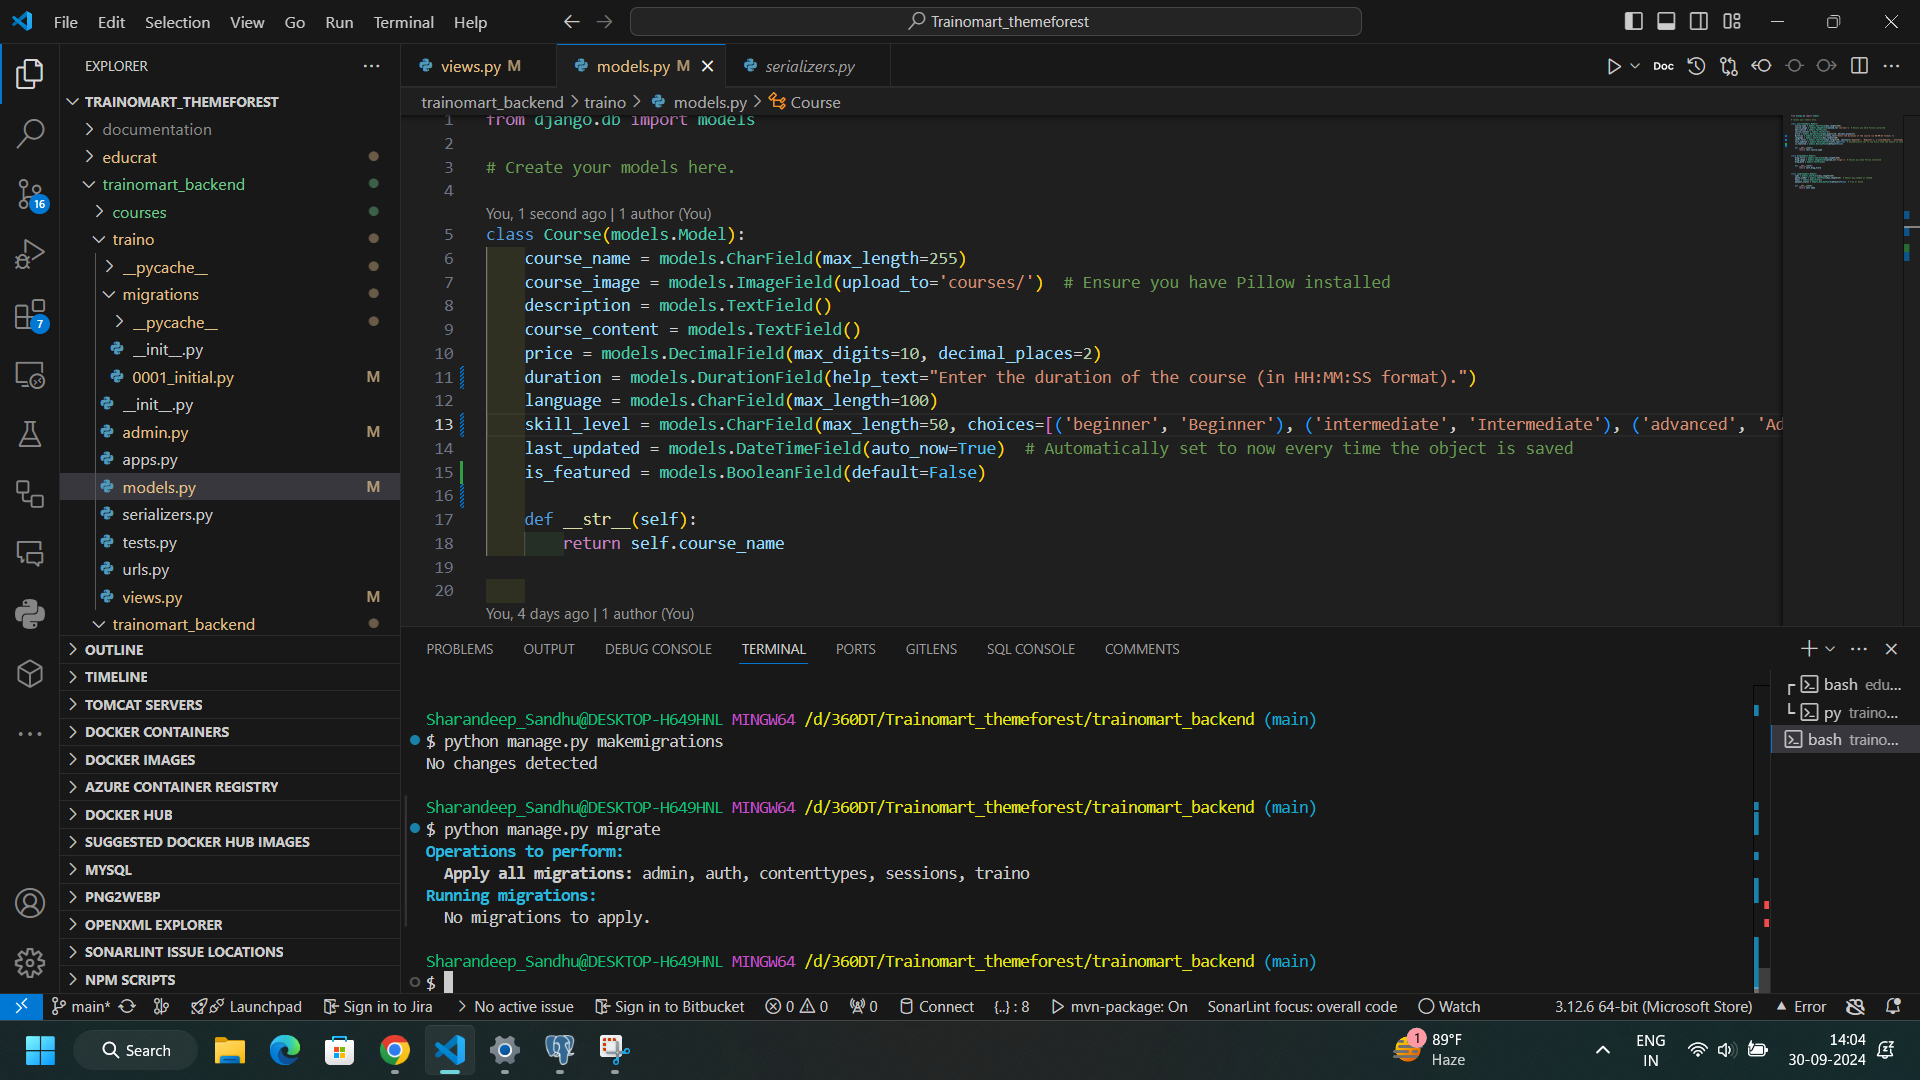 File Edit Selection View Go Run Terminal Help
Trainomart_themeforest
EXPLORER
TRAINOMART_THEMEFOREST
documentation
educrat
trainomart_backend
courses
traino
__pycache__
migrations
__pycache__
__init__.py
0001_initial.py M
__init__.py
admin.py M
apps.py
models.py M
serializers.py
tests.py
urls.py
views.py M
trainomart_backend
OUTLINE
TIMELINE
TOMCAT SERVERS
DOCKER CONTAINERS
DOCKER IMAGES
AZURE CONTAINER REGISTRY
DOCKER HUB
SUGGESTED DOCKER HUB IMAGES
MYSQL
PNG2WEBP
OPENXML EXPLORER
SONARLINT ISSUE LOCATIONS
NPM SCRIPTS
16
7
views.py M models.py M serializers.py
Doc
trainomart_backend > traino > models.py > Course
1 from django.db import models
2
3 # Create your models here.
4
You, 1 second ago | 1 author (You)
5 class Course(models.Model):
6 course_name = models.CharField(max_length=255)
7 course_image = models.ImageField(upload_to='courses/') # Ensure you have Pillow installed
8 description = models.TextField()
9 course_content = models.TextField()
10 price = models.DecimalField(max_digits=10, decimal_places=2)
11 duration = models.DurationField(help_text="Enter the duration of the course (in HH:MM:SS format).")
12 language = models.CharField(max_length=100)
13 skill_level = models.CharField(max_length=50, choices=[('beginner', 'Beginner'), ('intermediate', 'Intermediate'), ('advanced', 'Ad
14 last_updated = models.DateTimeField(auto_now=True) # Automatically set to now every time the object is saved
15 is_featured = models.BooleanField(default=False)
16
17 def __str__(self):
18 return self.course_name
19
20
You, 4 days ago | 1 author (You)
PROBLEMS OUTPUT DEBUG CONSOLE TERMINAL PORTS GITLENS SQL CONSOLE COMMENTS
Sharandeep_Sandhu@DESKTOP-H649HNL MINGW64 /d/360DT/Trainomart_themeforest/trainomart_backend (main)
$ python manage.py makemigrations
No changes detected
Sharandeep_Sandhu@DESKTOP-H649HNL MINGW64 /d/360DT/Trainomart_themeforest/trainomart_backend (main)
$ python manage.py migrate
Operations to perform:
Apply all migrations: admin, auth, contenttypes, sessions, traino
Running migrations:
No migrations to apply.
Sharandeep_Sandhu@DESKTOP-H649HNL MINGW64 /d/360DT/Trainomart_themeforest/trainomart_backend (main)
$
bash edu...
py traino...
bash traino...
main* Launchpad Sign in to Jira No active issue Sign in to Bitbucket 0 0 0 Connect {..} : 8 mvn-package: On SonarLint focus: overall code Watch 3.12.6 64-bit (Microsoft Store) Error
Search
1
89°F
Haze
ENG
IN
14:04
30-09-2024